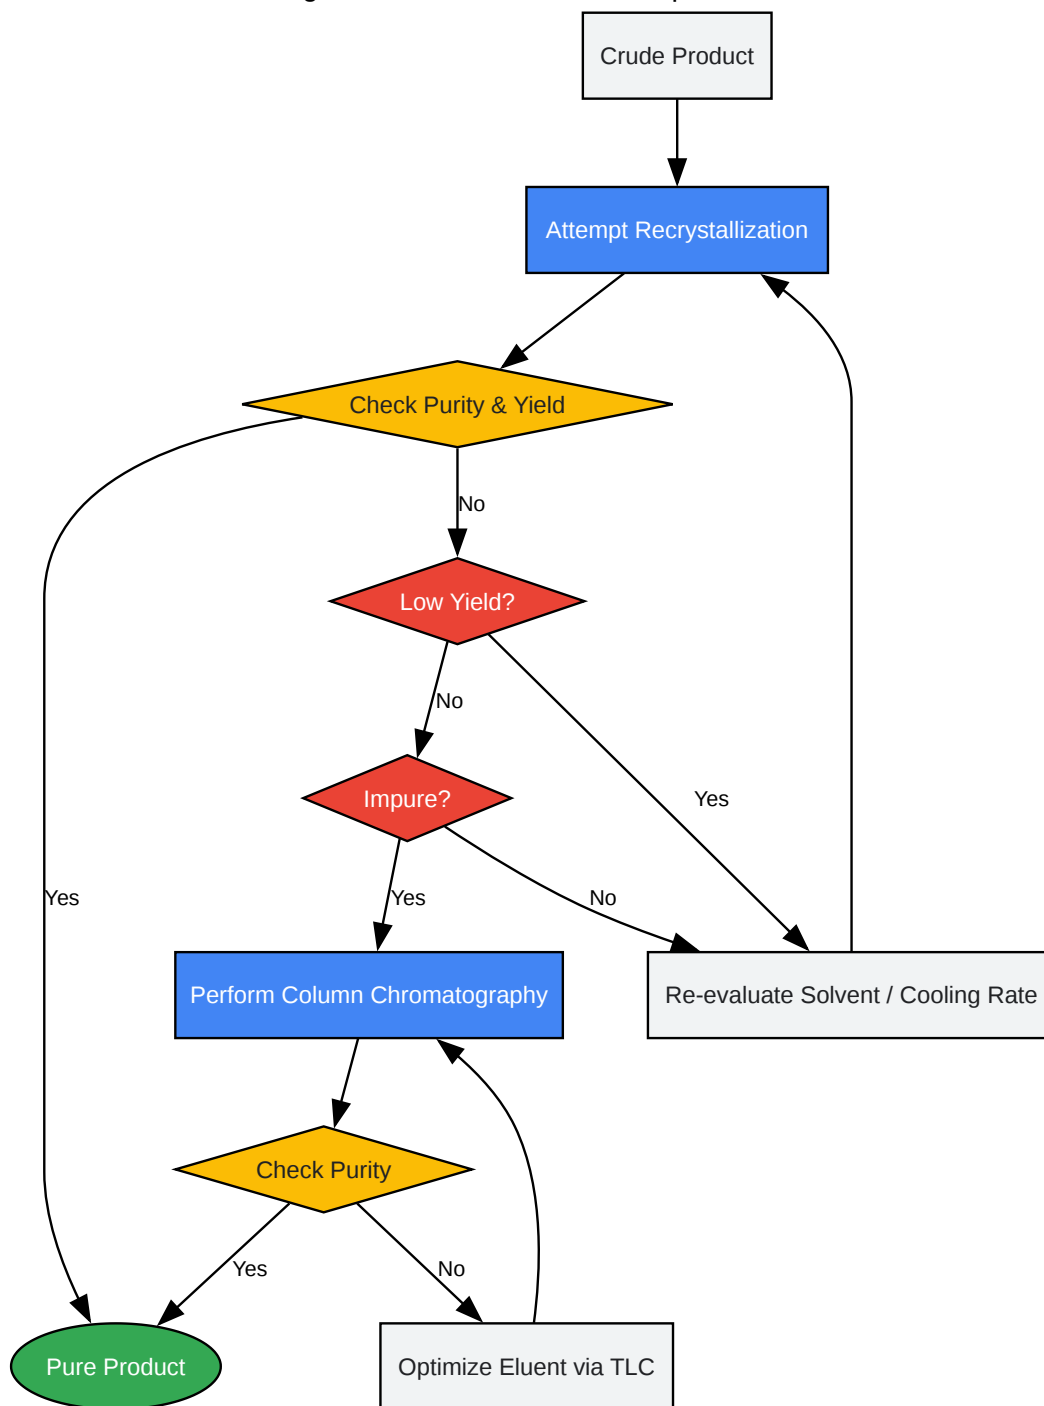 Crude Product
Attempt Recrystallization
Check Purity & Yield
No
Low Yield?
No
Yes
Impure?
Yes
Yes
No
Perform Column Chromatography
Re-evaluate Solvent / Cooling Rate
Check Purity
Yes
No
Pure Product
Optimize Eluent via TLC